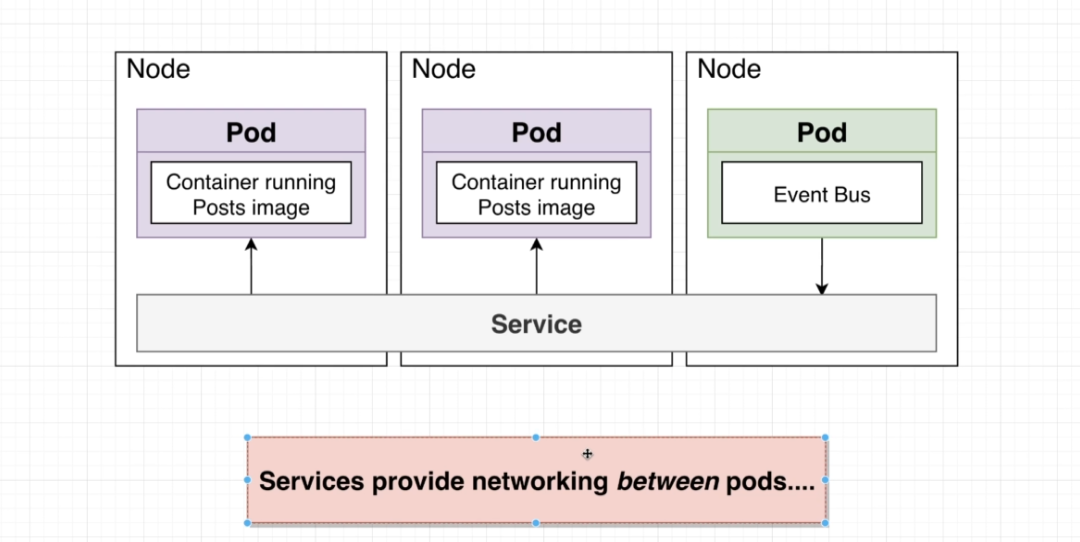 Node
Node
Node
Pod
Pod
Pod
Container running
Posts image
Container running
Posts image
Event Bus
Service
Services provide networking between pods....